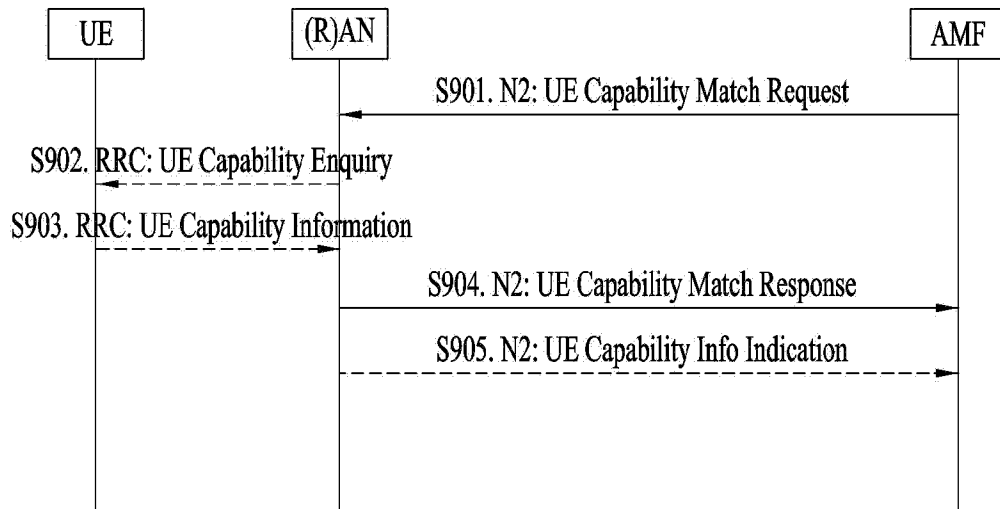 UE
(R)AN
AMF
S901. N2: UE Capability Match Request
S902. RRC: UE Capability Enquiry
S903. RRC: UE Capability Information
S904. N2: UE Capability Match Response
S905. N2: UE Capability Info Indication